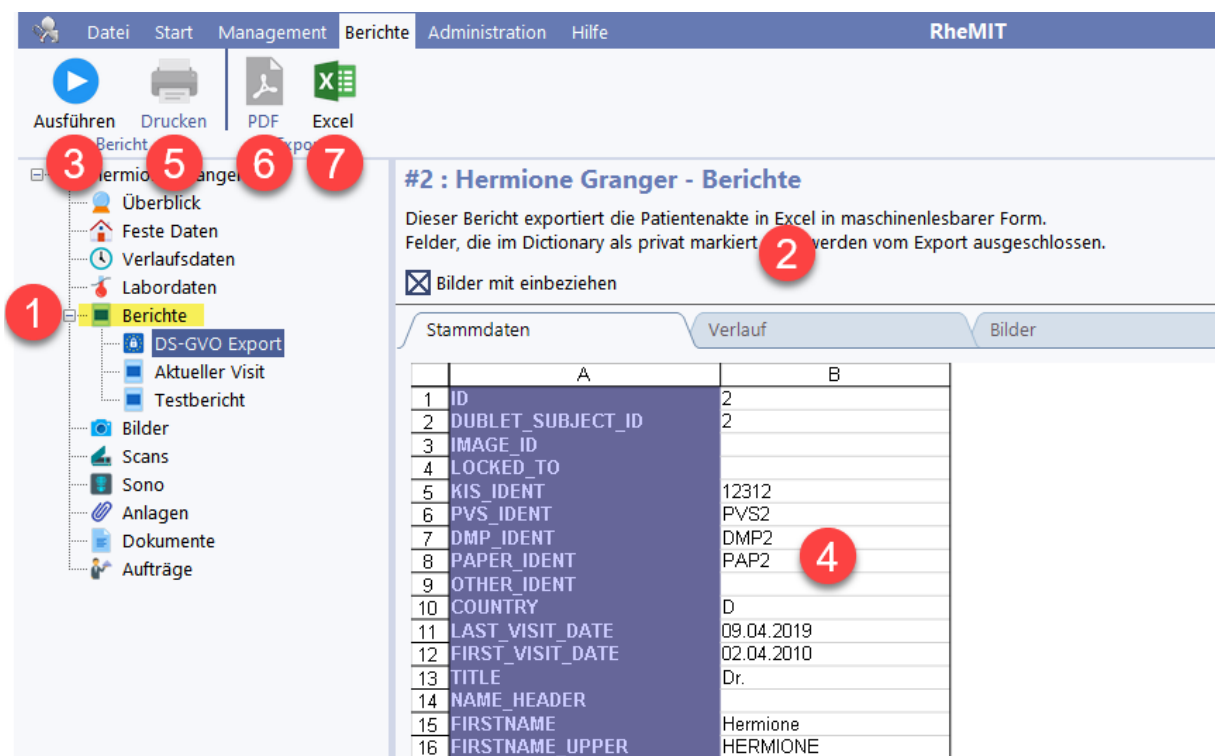 Datei Start Management Berichte Administration Hilfe RheMIT
Ausführen Drucken PDF Excel
Bericht
3 5 6 7
#2 : Hermione Granger - Berichte
Überblick
Dieser Bericht exportiert die Patientenakte in Excel in maschinenlesbarer Form.
Feste Daten
Felder, die im Dictionary als privat markiert werden vom Export ausgeschlossen.
2
Verlaufsdaten
Bilder mit einbeziehen
Labordaten
1
Berichte
Stammdaten Verlauf Bilder
DS-GVO Export
Aktueller Visit
Testbericht
Bilder
Scans
Sono
Anlagen
Dokumente
Aufträge
A B
1 ID 2
2 DUBLET_SUBJECT_ID 2
3 IMAGE_ID
4 LOCKED_TO
5 KIS_IDENT 12312
6 PVS_IDENT PVS2
7 DMP_IDENT DMP2
8 PAPER_IDENT PAP2
4
9 OTHER_IDENT
10 COUNTRY D
11 LAST_VISIT_DATE 09.04.2019
12 FIRST_VISIT_DATE 02.04.2010
13 TITLE Dr.
14 NAME_HEADER
15 FIRSTNAME Hermione
16 FIRSTNAME_UPPER HERMIONE